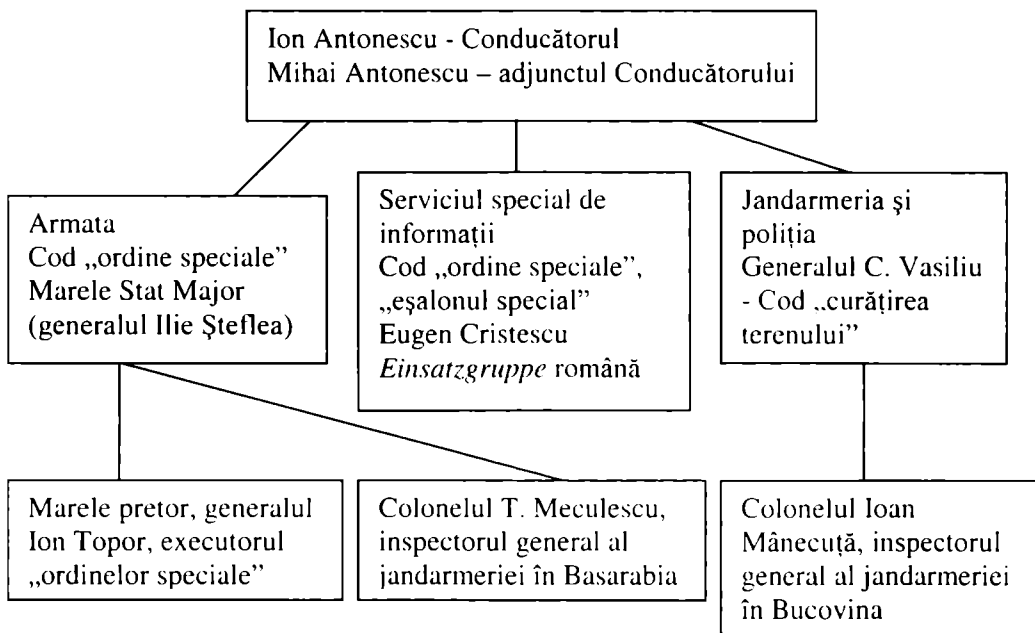 Ion Antonescu - Conducătorul
Mihai Antonescu – adjunctul Conducătorului
Armata
Cod „ordine speciale”
Marele Stat Major
(generalul Ilie Şteflea)
Serviciul special de
informaţii
Cod „ordine speciale”,
„eşalonul special”
Eugen Cristescu
Einsatzgruppe română
Jandarmeria şi
poliţia
Generalul C. Vasiliu
- Cod „curăţirea
terenului”
Marele pretor, generalul
Ion Topor, executorul
„ordinelor speciale”
Colonelul T. Meculescu,
inspectorul general al
jandarmeriei în Basarabia
Colonelul Ioan
Mânecuţă, inspectorul
general al jandarmeriei
în Bucovina